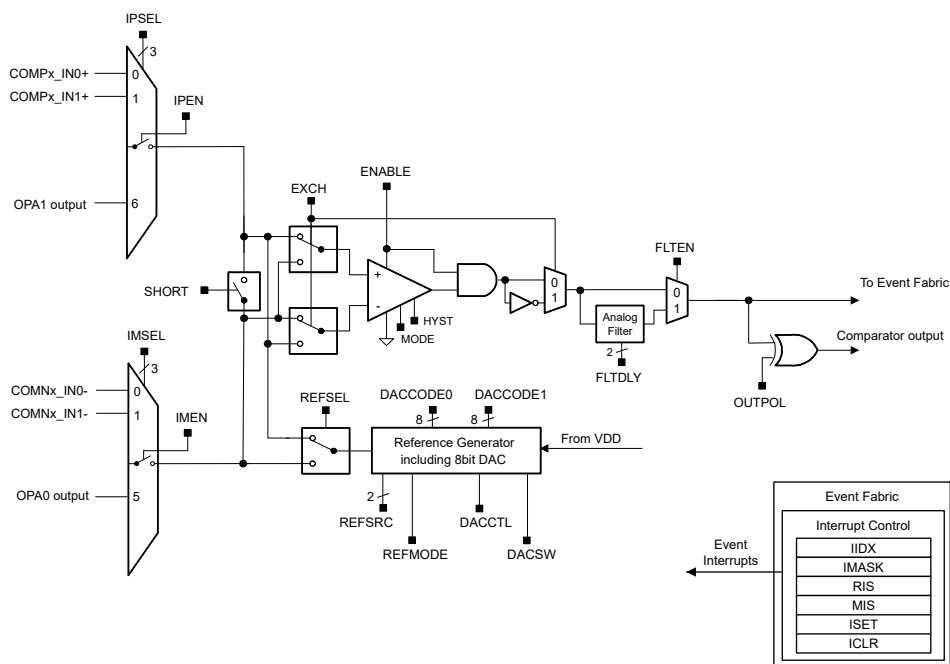 IPSEL
3
COMPx_IN0+
0
COMPx_IN1+
1
IPEN
OPA1 output
6
ENABLE
EXCH
SHORT
+
-
HYST
MODE
0
1
FLTEN
0
1
Analog
Filter
2
FLTDLY
To Event Fabric
Comparator output
OUTPOL
IMSEL
3
COMNx_IN0-
0
COMNx_IN1-
1
IMEN
OPA0 output
5
REFSEL
DACCODE0
DACCODE1
8
8
Reference Generator
including 8bit DAC
From VDD
2
REFSRC
REFMODE
DACCTL
DACSW
Event
Interrupts
Event Fabric
Interrupt Control
IIDX
IMASK
RIS
MIS
ISET
ICLR